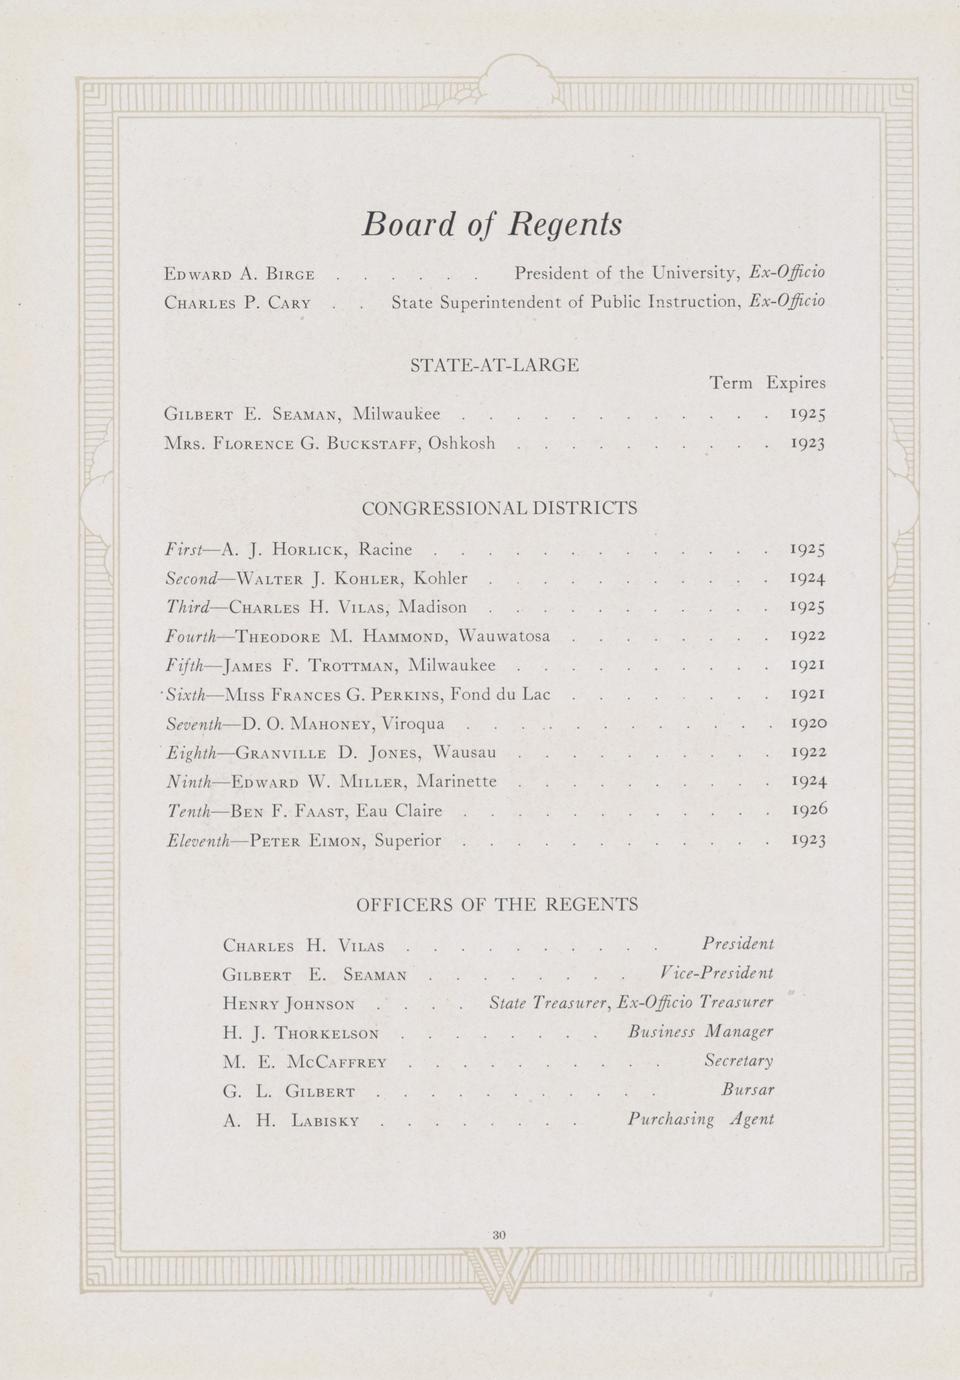 Board of Regents
Edward A. Birge . . . . . . President of the University, Ex-Officio
Charles P. Cary . . State Superintendent of Public Instruction, Ex-Officio
STATE-AT-LARGE
Term Expires
Gilbert E. Seaman, Milwaukee . . . . . . . . . . . . 1925
Mrs. Florence G. Buckstaff, Oshkosh . . . . . . . . . . 1923
CONGRESSIONAL DISTRICTS
First—A. J. Horlick, Racine . . . . . . . . . . . . . 1925
Second—Walter J. Kohler, Kohler . . . . . . . . . . . 1924
Third—Charles H. Vilas, Madison . . . . . . . . . . . 1925
Fourth—Theodore M. Hammond, Wauwatosa . . . . . . . . 1922
Fifth—James F. Trottman, Milwaukee . . . . . . . . . . 1921
Sixth—Miss Frances G. Perkins, Fond du Lac . . . . . . . . 1921
Seventh—D. O. Mahoney, Viroqua . . . . . . . . . . . . 1920
Eighth—Granville D. Jones, Wausau . . . . . . . . . . 1922
Ninth—Edward W. Miller, Marinette . . . . . . . . . . 1924
Tenth—Ben F. Faast, Eau Claire . . . . . . . . . . . . 1926
Eleventh—Peter Eimon, Superior . . . . . . . . . . . . 1923
OFFICERS OF THE REGENTS
Charles H. Vilas . . . . . . . . . . President
Gilbert E. Seaman . . . . . . . . Vice-President
Henry Johnson . . . . State Treasurer, Ex-Officio Treasurer
H. J. Thorkelson . . . . . . . . Business Manager
M. E. McCaffrey . . . . . . . . . . Secretary
G. L. Gilbert . . . . . . . . . . . Bursar
A. H. Labisky . . . . . . . . Purchasing Agent
30
W